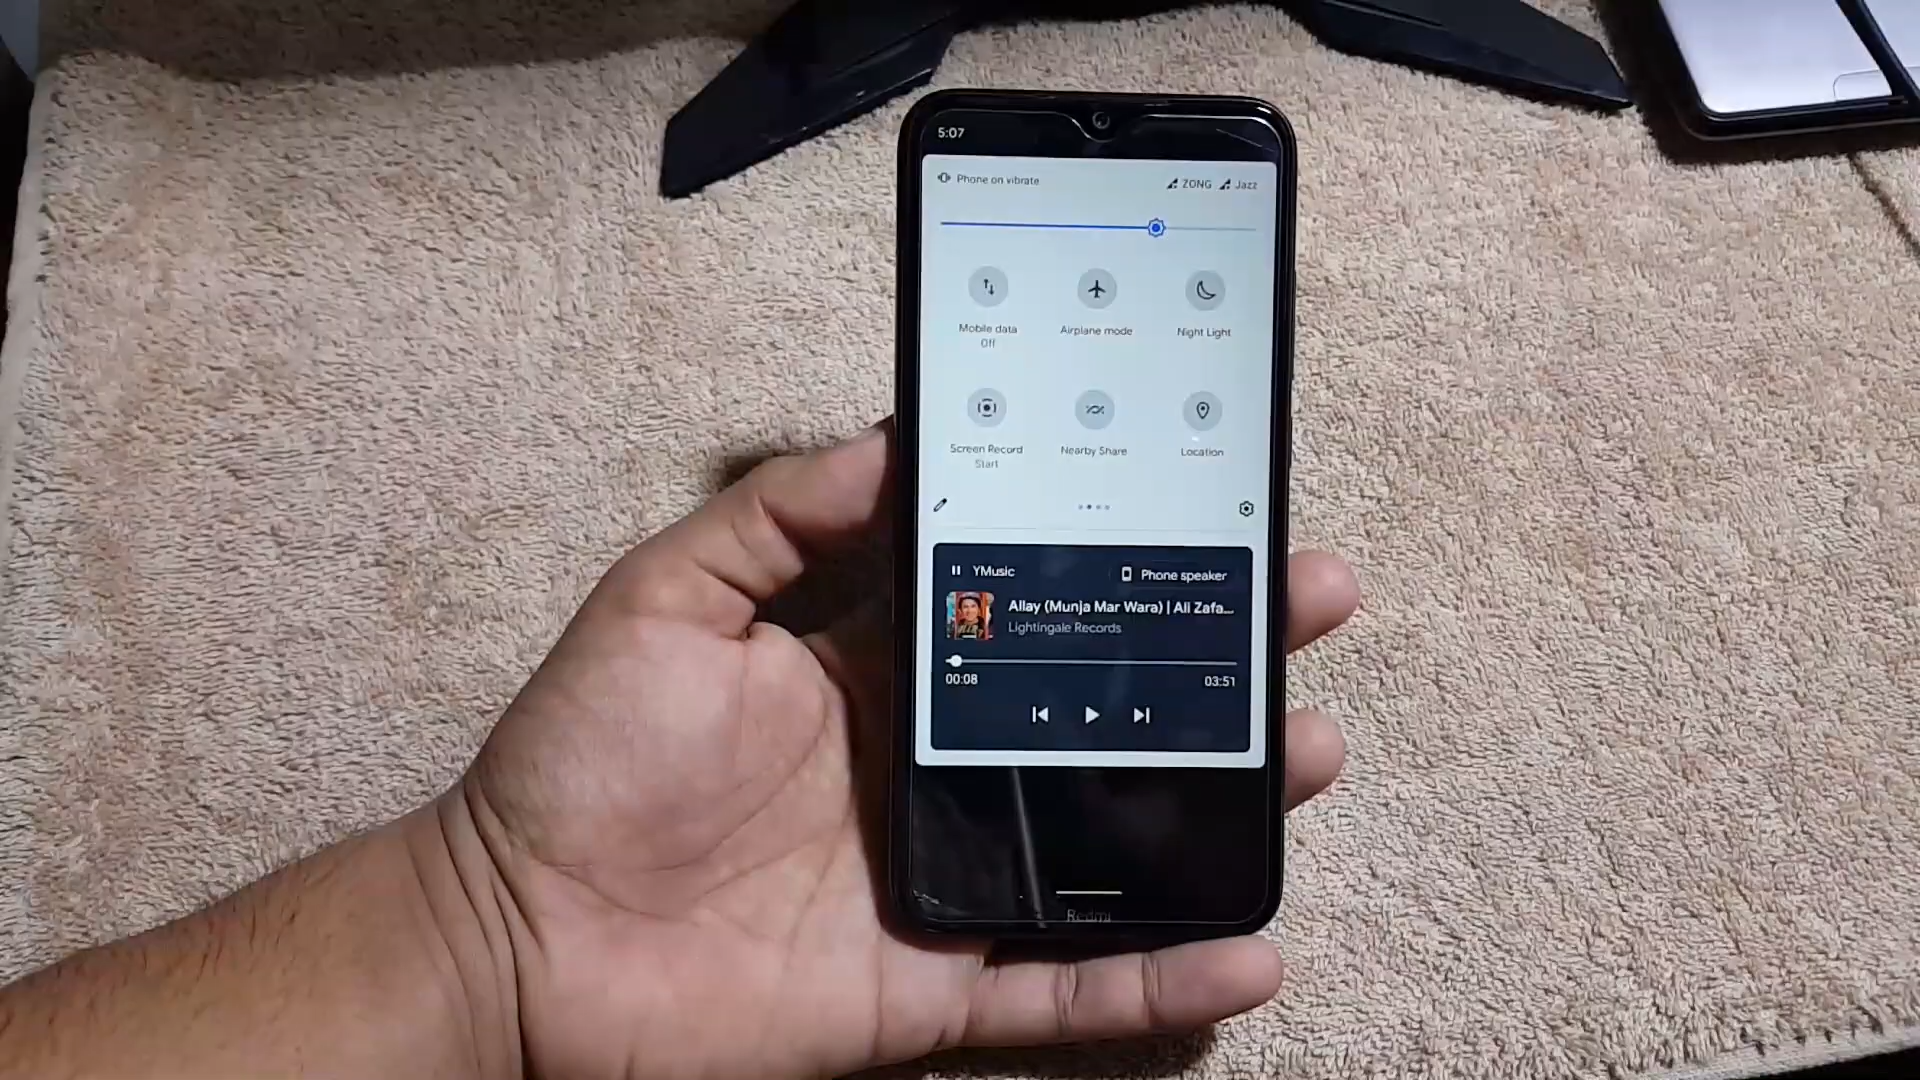 5:07
Phone on vibrate
ZONG Jazz
Mobile data
Off
Airplane mode
Night Light
Screen Record
Start
Nearby Share
Location
YMusic
Phone speaker
Allay (Munja Mar Wara) | Ali Zafa...
Lightingale Records
00:08
03:51
Redmi